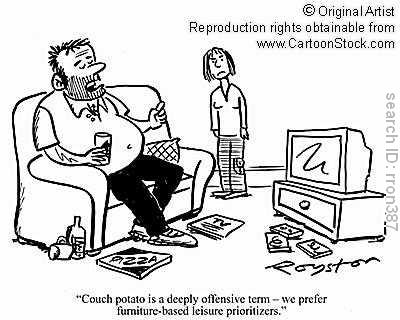 © Original Artist
Reproduction rights obtainable from
www.CartoonStock.com
search ID: rron387
TV
PIZZA
Royston
“Couch potato is a deeply offensive term – we prefer
furniture-based leisure prioritizers.”